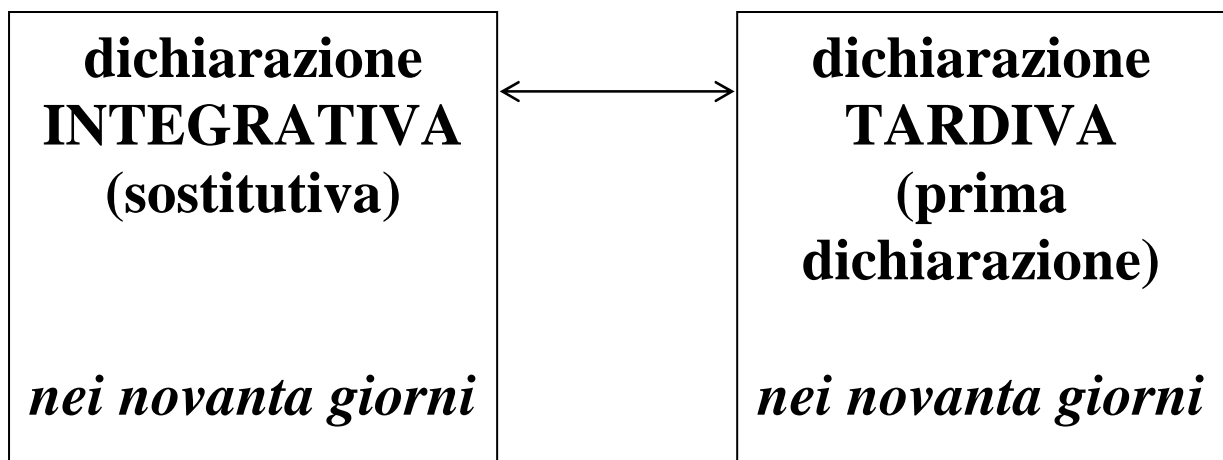 dichiarazione
INTEGRATIVA
(sostitutiva)
nei novanta giorni
dichiarazione
TARDIVA
(prima
dichiarazione)
nei novanta giorni